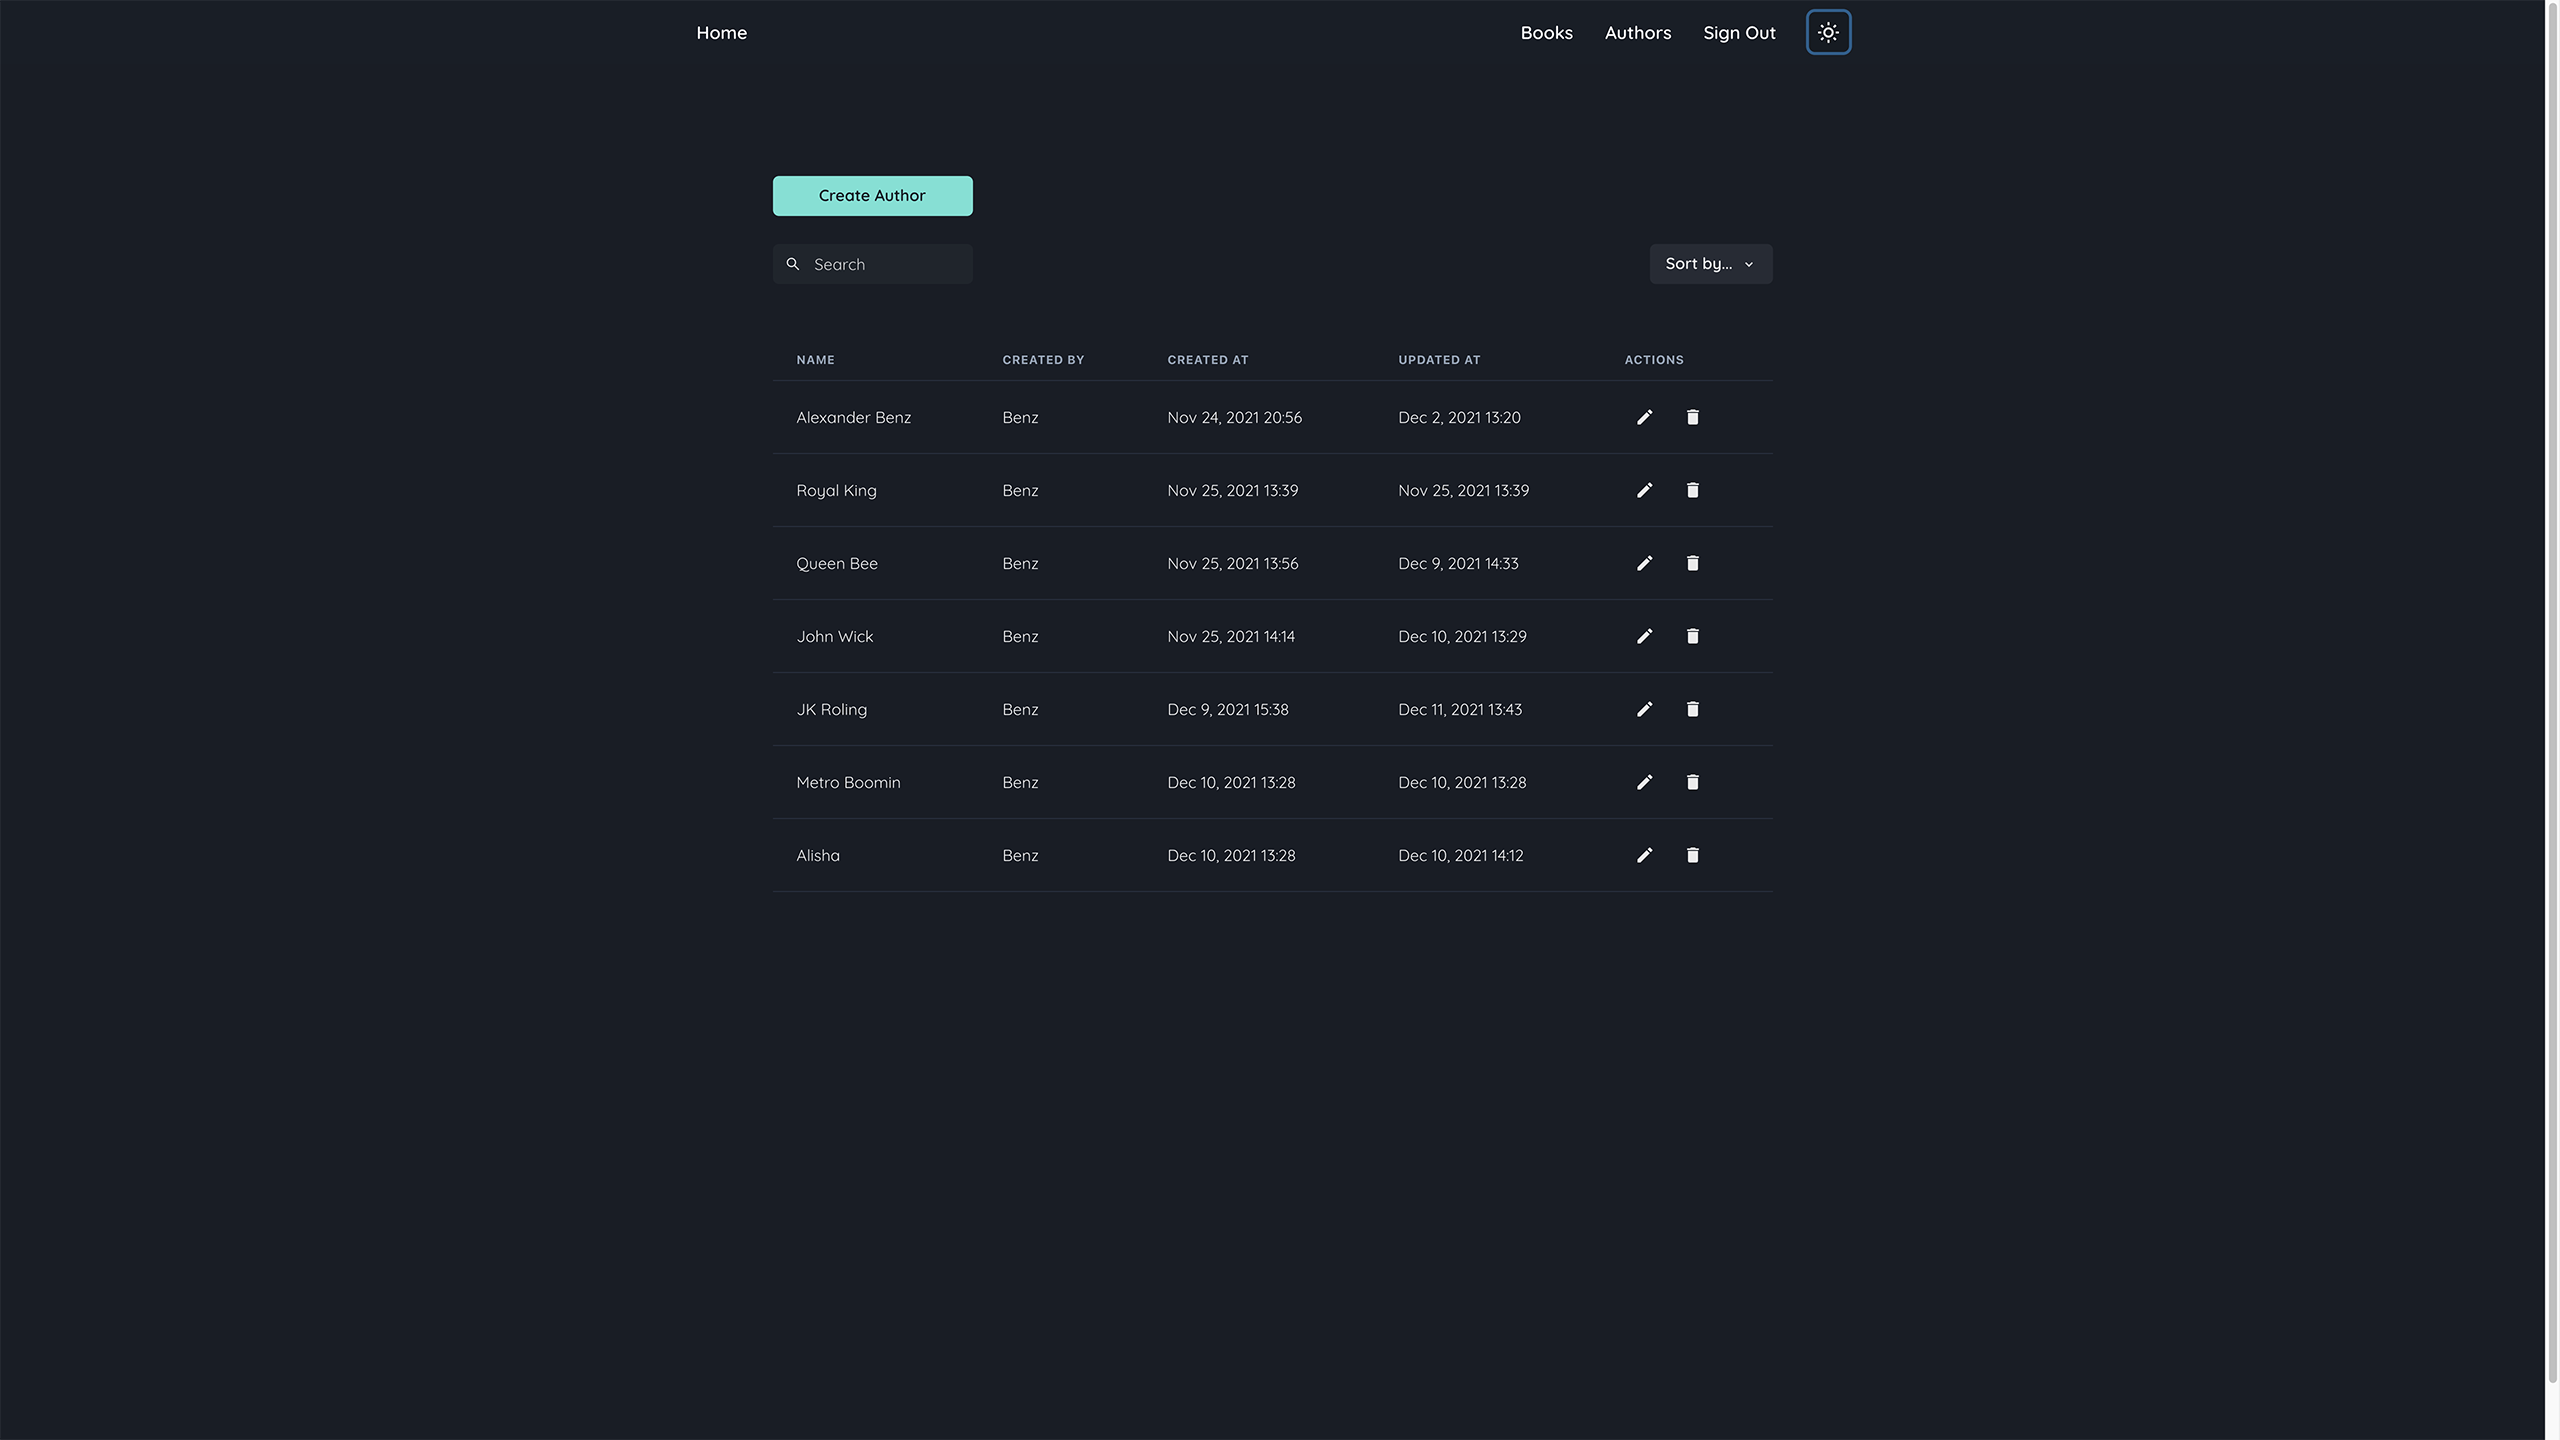 Home Books Authors Sign Out
Create Author
Search Sort by...
NAME CREATED BY CREATED AT UPDATED AT ACTIONS
Alexander Benz Benz Nov 24, 2021 20:56 Dec 2, 2021 13:20
Royal King Benz Nov 25, 2021 13:39 Nov 25, 2021 13:39
Queen Bee Benz Nov 25, 2021 13:56 Dec 9, 2021 14:33
John Wick Benz Nov 25, 2021 14:14 Dec 10, 2021 13:29
JK Roling Benz Dec 9, 2021 15:38 Dec 11, 2021 13:43
Metro Boomin Benz Dec 10, 2021 13:28 Dec 10, 2021 13:28
Alisha Benz Dec 10, 2021 13:28 Dec 10, 2021 14:12